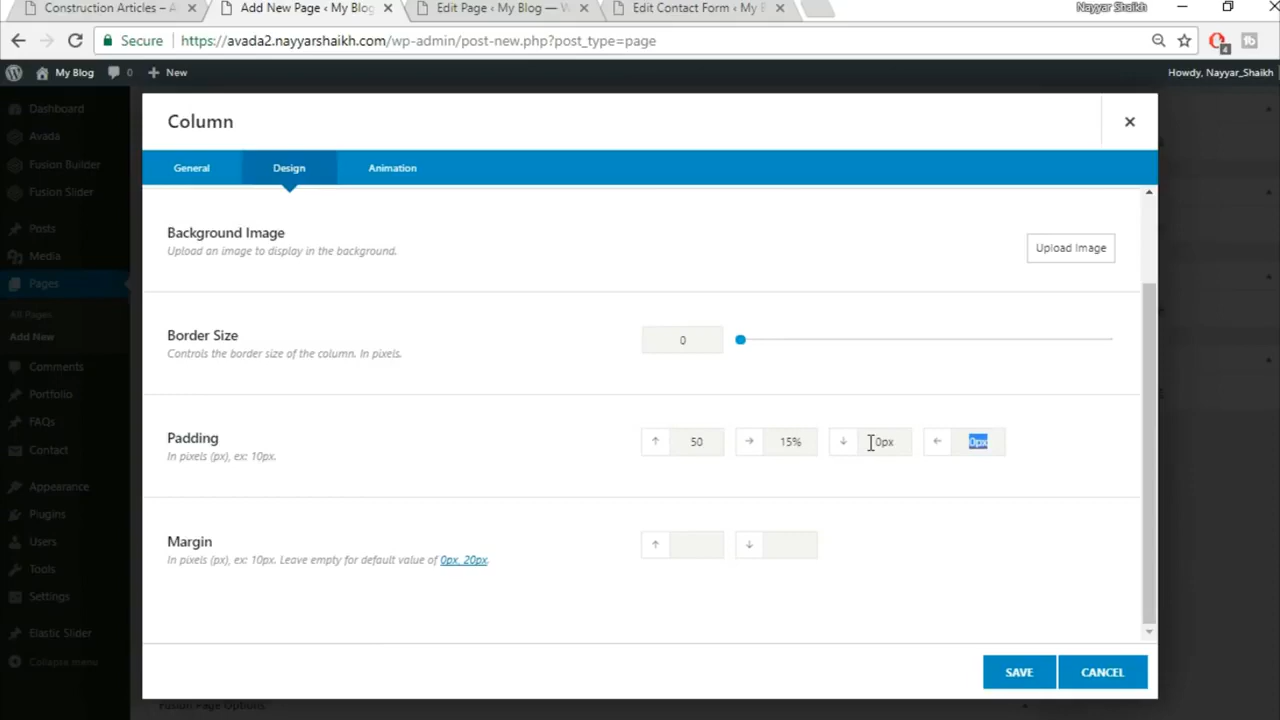 Construction Articles – A
Add New Page ‹ My Blog
Edit Page ‹ My Blog — W
Edit Contact Form ‹ My B
Nayyar Shaikh
Secure https://avada2.nayyarshaikh.com/wp-admin/post-new.php?post_type=page
4
My Blog 0 New Howdy, Nayyar_Shaikh
Dashboard
Avada
Fusion Builder
Fusion Slider
Posts
Media
Pages
All Pages
Add New
Comments
Portfolio
FAQs
Contact
Appearance
Plugins
Users
Tools
Settings
Elastic Slider
Collapse menu
Column
General Design Animation
Background Image
Upload an image to display in the background.
Upload Image
Border Size
Controls the border size of the column. In pixels.
0
Padding
In pixels (px), ex: 10px.
50 15% 0px 0px
Margin
In pixels (px), ex: 10px. Leave empty for default value of 0px, 20px.
SAVE CANCEL
Fusion Page Options